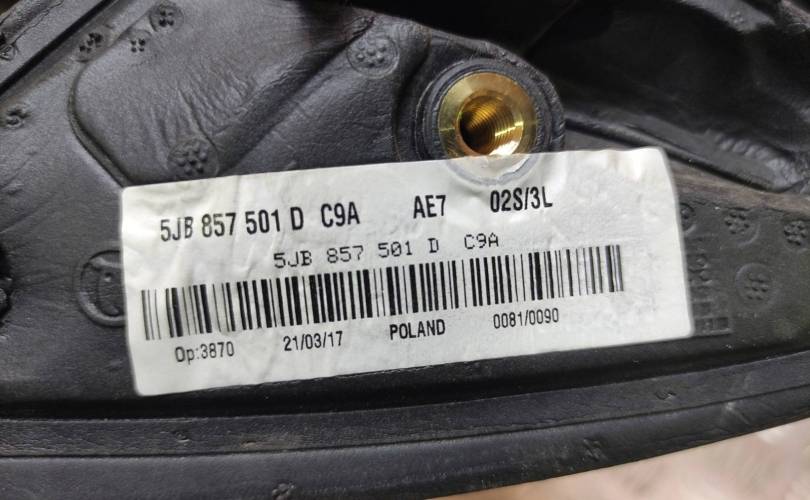 5JB 857 501 D C9A AE7 02S/3L
5JB 857 501 D C9A
Op:3870 21/03/17 POLAND 0081/0090